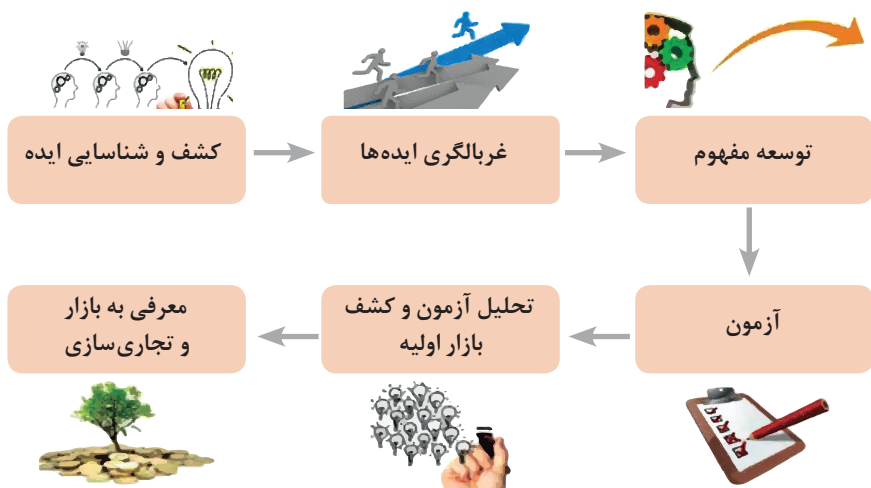 کشف و شناسایی ایده
غربالگری ایده‌ها
توسعه مفهوم
آزمون
تحلیل آزمون و کشف
بازار اولیه
معرفی به بازار
و تجاری‌سازی